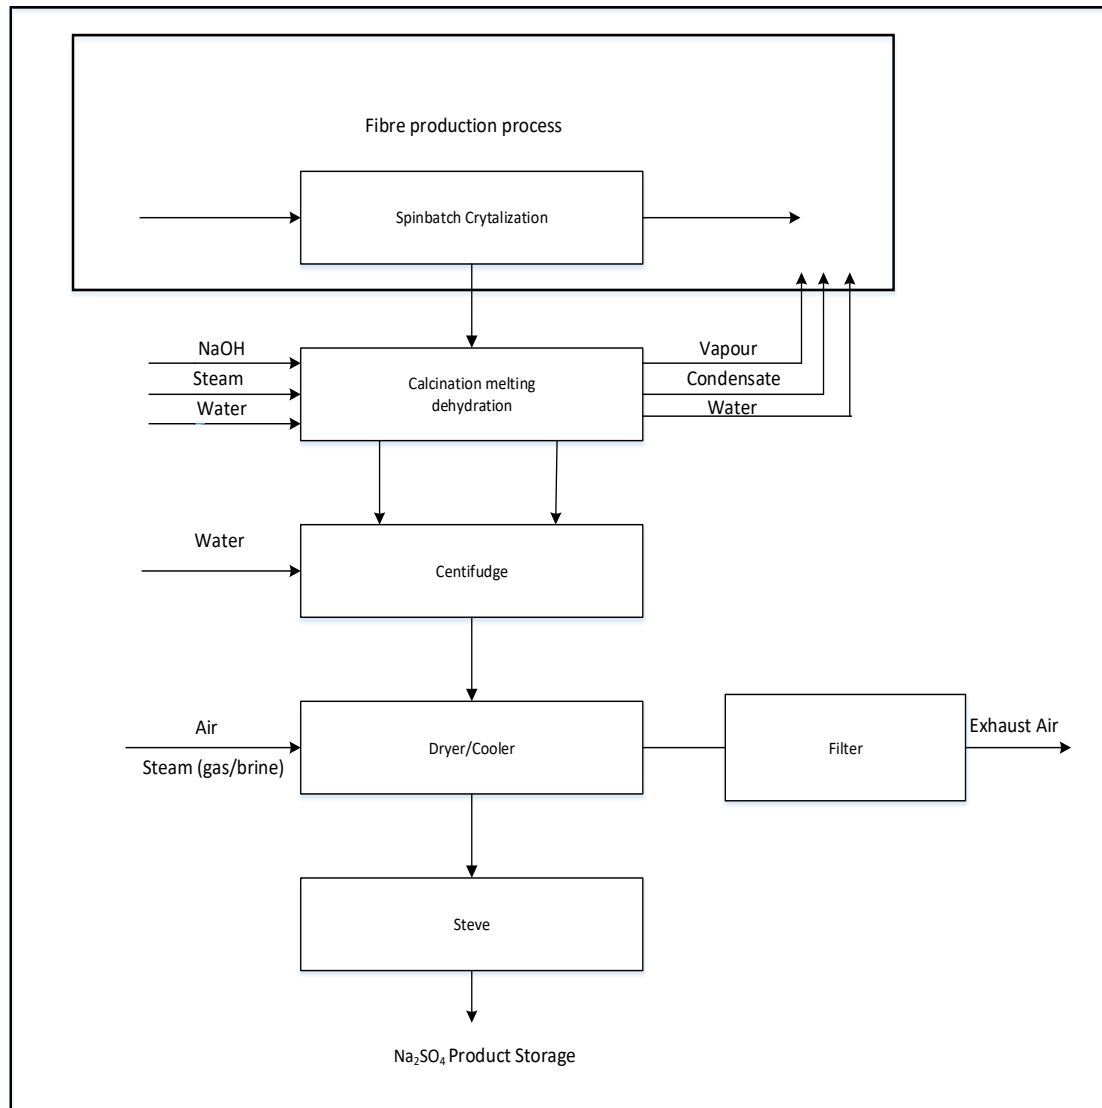 Fibre production process
Spinbatch Crytalization
NaOH
Steam
Water
Calcination melting
dehydration
Vapour
Condensate
Water
Water
Centifudge
Air
Steam (gas/brine)
Dryer/Cooler
Filter
Exhaust Air
Steve
Na₂SO₄ Product Storage